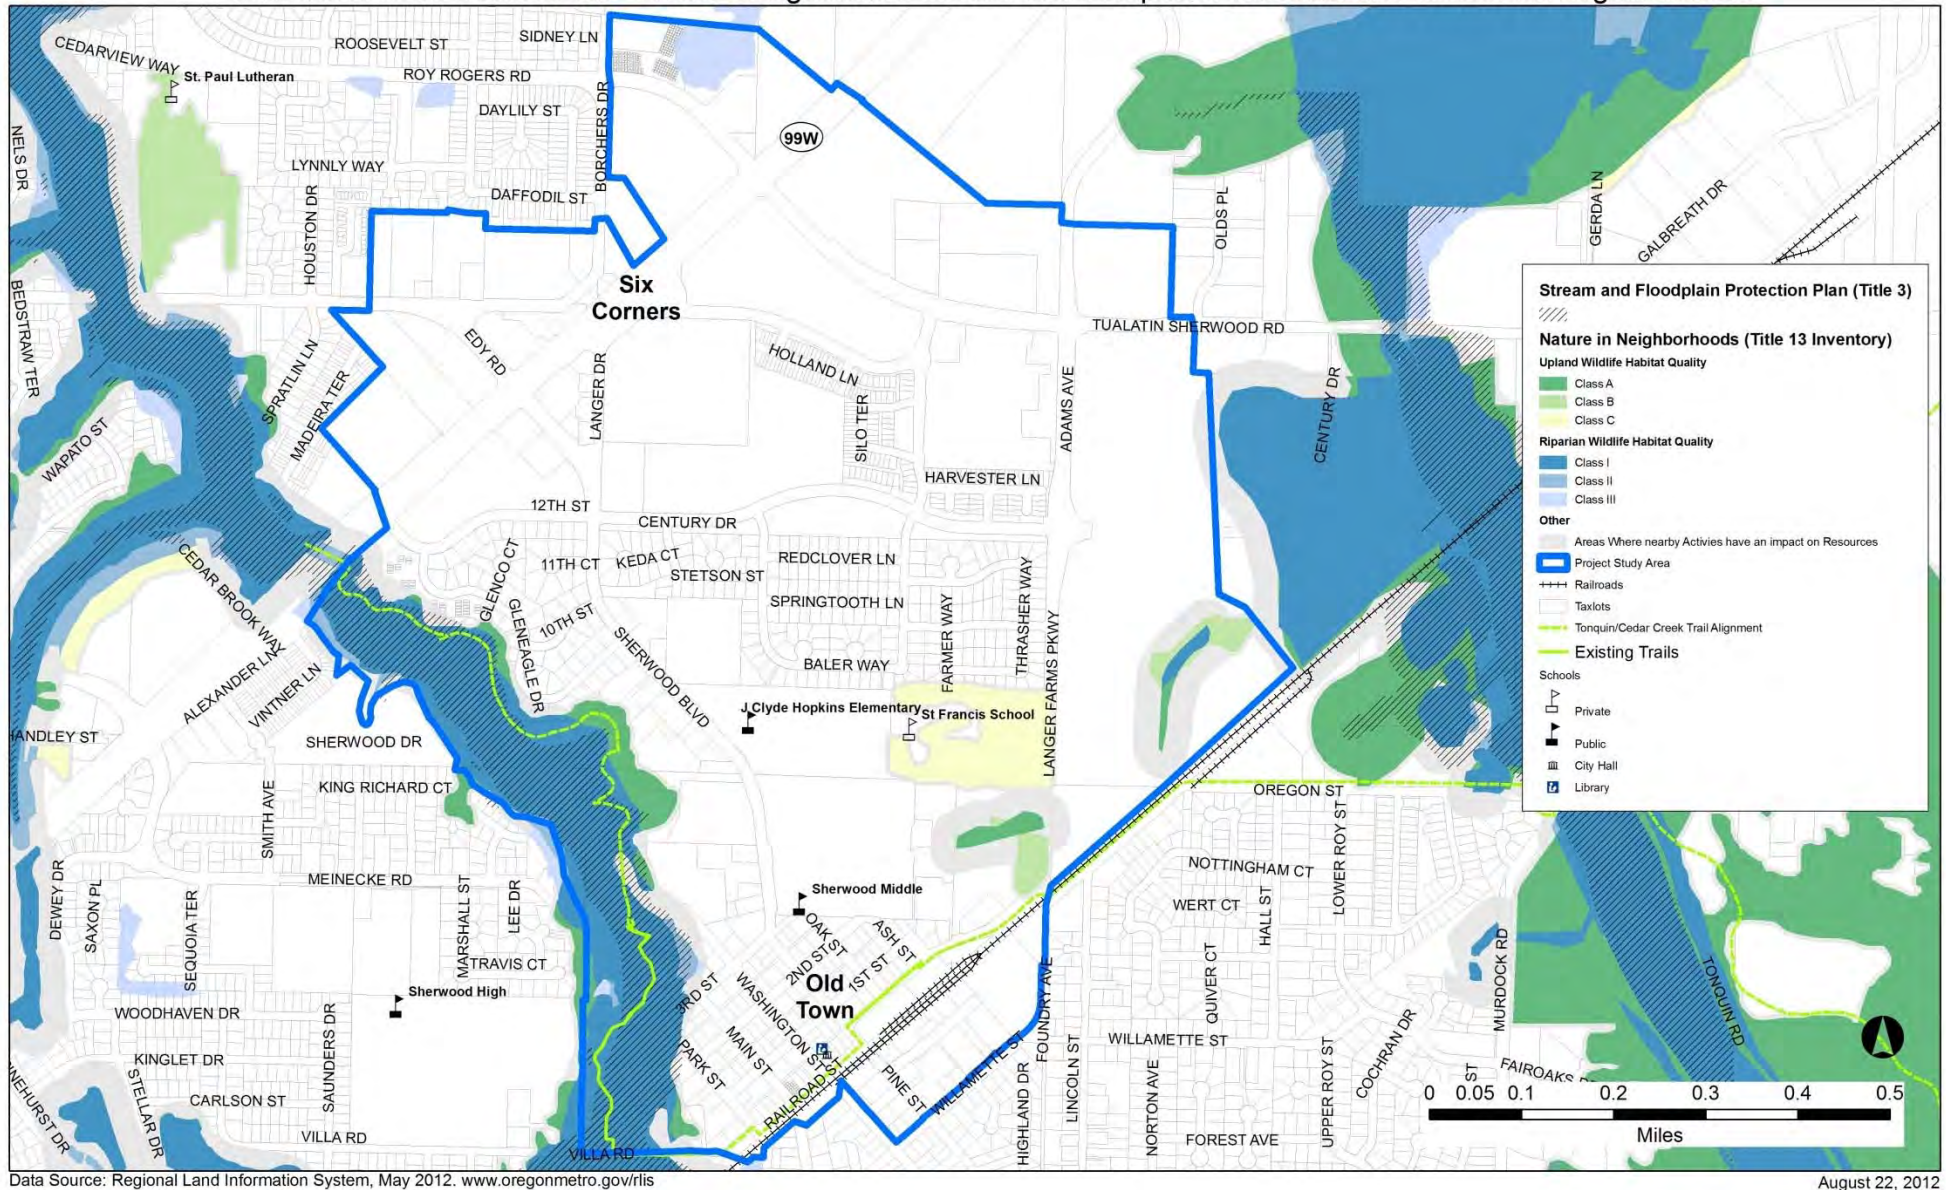 CEDARVIEW WAY
St. Paul Lutheran
ROOSEVELT ST
SIDNEY LN
ROY ROGERS RD
DAYLILY ST
BORCHERS DR
99W
NELS DR
LYNNLY WAY
HOUSTON DR
DAFFODIL ST
OLDS PL
GERDA LN
GALBREATH DR
BEDSTRAW TER
Six
Corners
TUALATIN SHERWOOD RD
EDY RD
SPRATLIN LN
MADEIRA TER
LANGER DR
HOLLAND LN
SILO TER
ADAMS AVE
CENTURY DR
WAPATO ST
HARVESTER LN
12TH ST
CENTURY DR
11TH CT
KEDA CT
STETSON ST
REDCLOVER LN
SPRINGTOOTH LN
GLENCO CT
GLENEAGLE DR
10TH ST
SHERWOOD BLVD
BALER WAY
FARMER WAY
THRASHER WAY
LANGER FARMS PKWY
CEDAR BROOK WAY
ALEXANDER LN
VINTNER LN
J Clyde Hopkins Elementary
St Francis School
HANDLEY ST
SHERWOOD DR
KING RICHARD CT
SMITH AVE
OREGON ST
LOWER ROY ST
NOTTINGHAM CT
DEWEY DR
SAXON PL
MEINECKE RD
SEQUOIA TER
MARSHALL ST
LEE DR
TRAVIS CT
Sherwood Middle
OAK ST
ASH ST
2ND ST
1ST ST
WERT CT
HALL ST
QUIVER CT
MURDOCK RD
TONQUIN RD
Sherwood High
WOODHAVEN DR
3RD ST
WASHINGTON ST
Old
Town
MAIN ST
PARK ST
RAILROAD ST
PINE ST
WILLAMETTE ST
FOUNDRY AVE
WILLAMETTE ST
KINGLET DR
STELLAR DR
SAUNDERS DR
CARLSON ST
VILLA RD
VILLA RD
HIGHLAND DR
LINCOLN ST
NORTON AVE
UPPER ROY ST
COCHRAN DR
FOREST AVE
ST
FAIROAKS
Stream and Floodplain Protection Plan (Title 3)
Nature in Neighborhoods (Title 13 Inventory)
Upland Wildlife Habitat Quality
Class A
Class B
Class C
Riparian Wildlife Habitat Quality
Class I
Class II
Class III
Other
Areas Where nearby Activies have an impact on Resources
Project Study Area
Railroads
Taxlots
Tonquin/Cedar Creek Trail Alignment
Existing Trails
Schools
Private
Public
City Hall
Library
0 0.05 0.1 0.2 0.3 0.4 0.5
Miles
Data Source: Regional Land Information System, May 2012. www.oregonmetro.gov/rlis
August 22, 2012